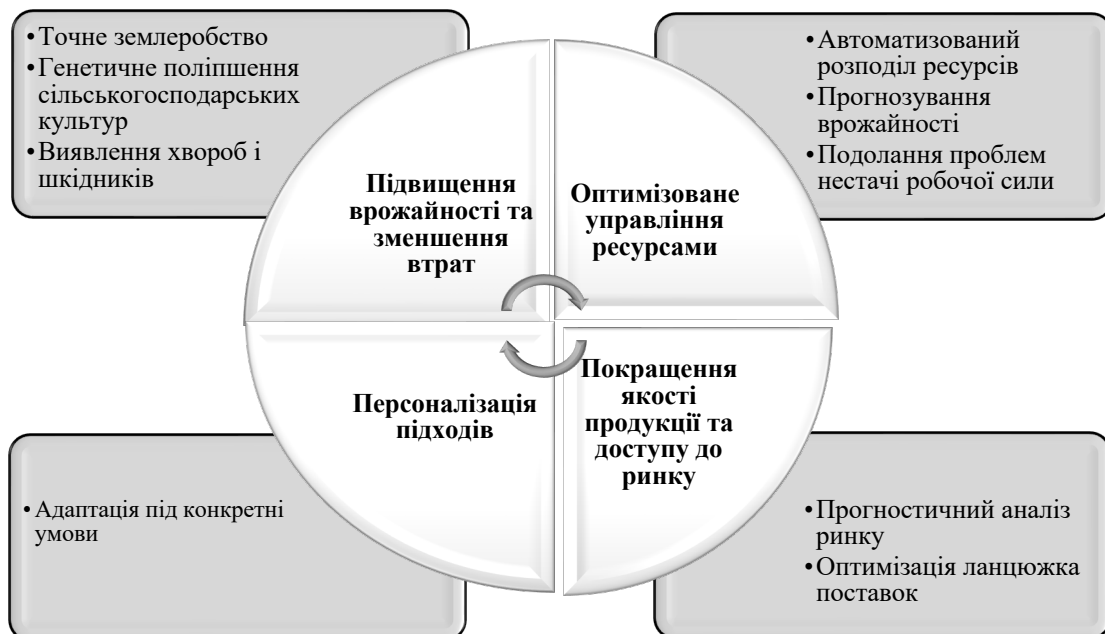 •Точне землеробство
•Генетичне поліпшення
сільськогосподарських
культур
•Виявлення хвороб і
шкідників
•Автоматизований
розподіл ресурсів
•Прогнозування
врожайності
•Подолання проблем
нестачі робочої сили
Підвищення
врожайності та
зменшення
втрат
Оптимізоване
управління
ресурсами
Персоналізація
підходів
Покращення
якості
продукції та
доступу до
ринку
• Адаптація під конкретні
умови
•Прогностичний аналіз
ринку
•Оптимізація ланцюжка
поставок